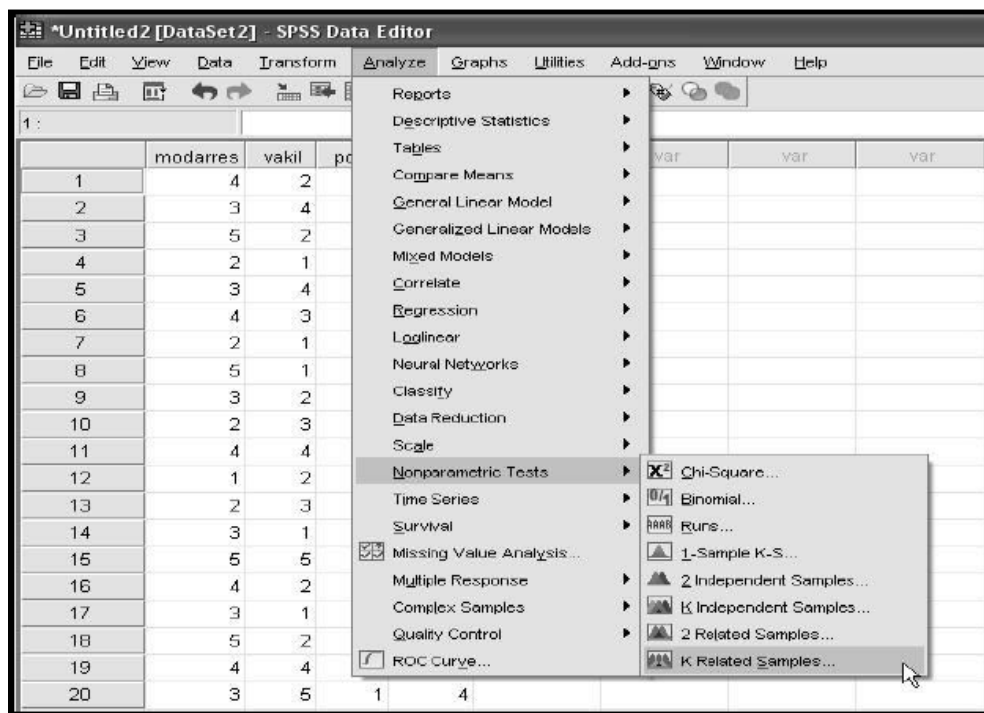 *Untitled2 [DataSet2] - SPSS Data Editor
File Edit View Data Transform Analyze Graphs Utilities Add-ons Window Help
1 :
modarres vakil po var var var
1 4 2
2 3 4
3 5 2
4 2 1
5 3 4
6 4 3
7 2 1
8 5 1
9 3 2
10 2 3
11 4 4
12 1 2
13 2 3
14 3 1
15 5 5
16 4 2
17 3 1
18 5 2
19 4 4
20 3 5 1 4
Reports
Descriptive Statistics
Tables
Compare Means
General Linear Model
Generalized Linear Models
Mixed Models
Correlate
Regression
Loglinear
Neural Networks
Classify
Data Reduction
Scale
Nonparametric Tests
Time Series
Survival
Missing Value Analysis...
Multiple Response
Complex Samples
Quality Control
ROC Curve...
X² Chi-Square...
0/1 Binomial...
AAAB Runs...
1-Sample K-S...
2 Independent Samples...
K Independent Samples...
2 Related Samples...
K Related Samples...